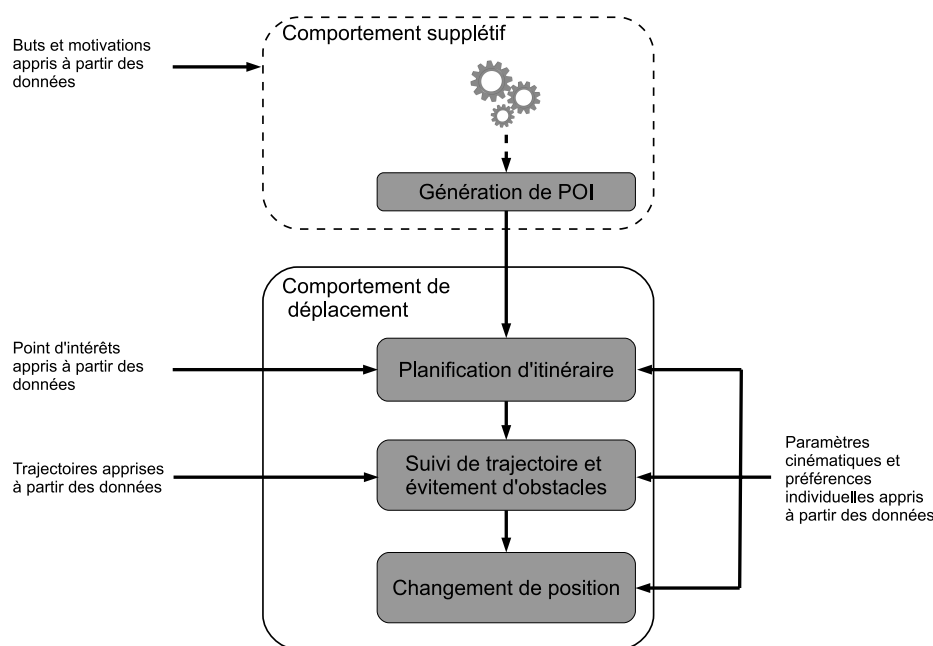 Comportement supplétif
Buts et motivations
appris à partir des
données
Génération de POI
Comportement de
déplacement
Point d'intérêts
appris à partir des
données
Planification d'itinéraire
Trajectoires apprises
à partir des données
Suivi de trajectoire et
évitement d'obstacles
Paramètres
cinématiques et
préférences
individuelles appris
à partir des données
Changement de position